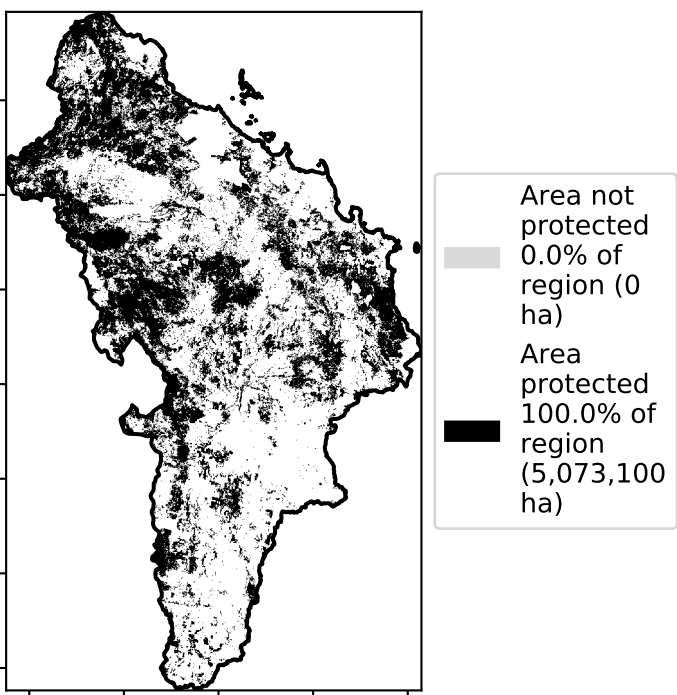 Area not
protected
0.0% of
region (0
ha)
Area
protected
100.0% of
region
(5,073,100
ha)